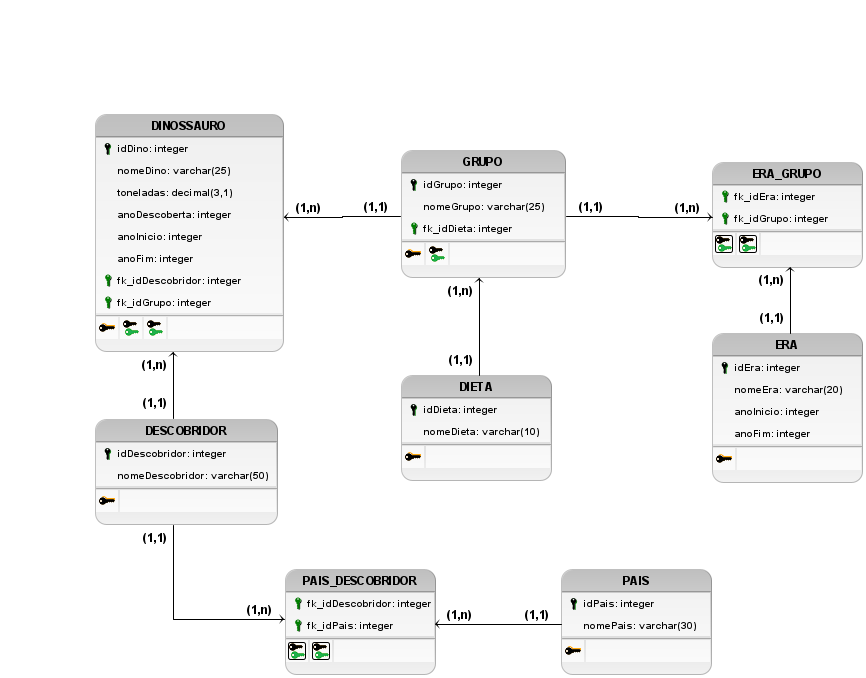 DINOSSAURO
idDino: integer
nomeDino: varchar(25)
toneladas: decimal(3,1)
anoDescoberta: integer
anoInicio: integer
anoFim: integer
fk_idDescobridor: integer
fk_idGrupo: integer
(1,n)
(1,1)
GRUPO
idGrupo: integer
nomeGrupo: varchar(25)
fk_idDieta: integer
(1,1)
(1,n)
ERA_GRUPO
fk_idEra: integer
fk_idGrupo: integer
(1,n)
(1,1)
(1,n)
(1,1)
(1,n)
(1,1)
ERA
idEra: integer
nomeEra: varchar(20)
anoInicio: integer
anoFim: integer
DIETA
idDieta: integer
nomeDieta: varchar(10)
DESCOBRIDOR
idDescobridor: integer
nomeDescobridor: varchar(50)
(1,1)
(1,n)
PAIS_DESCOBRIDOR
fk_idDescobridor: integer
fk_idPais: integer
(1,n)
(1,1)
PAIS
idPais: integer
nomePais: varchar(30)